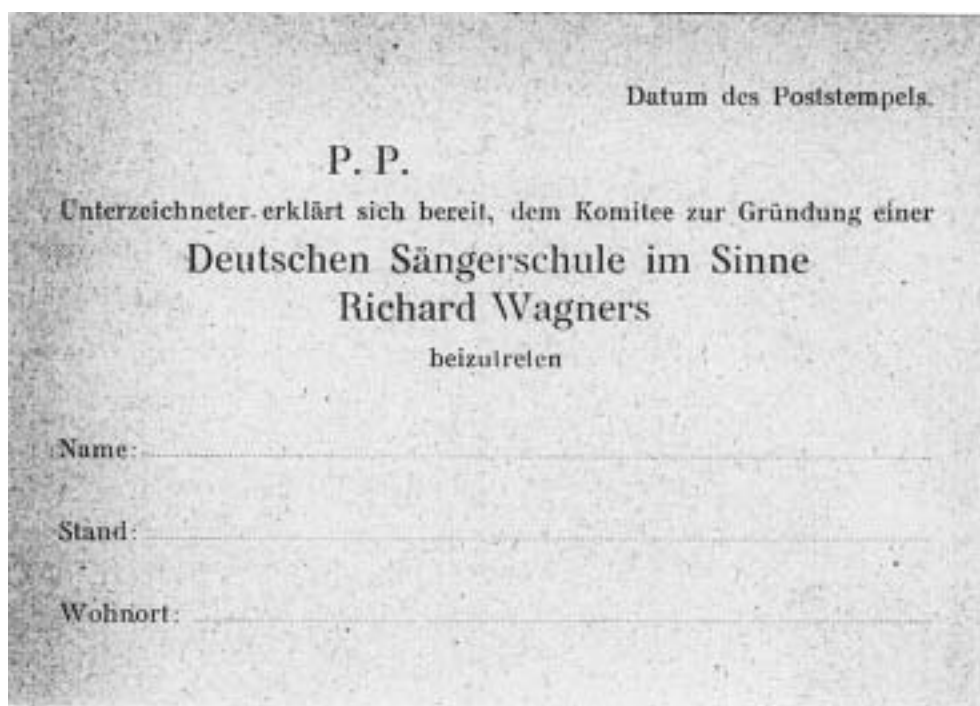 Datum des Poststempels.
P. P.
Unterzeichneter erklärt sich bereit, dem Komitee zur Gründung einer
Deutschen Sängerschule im Sinne
Richard Wagners
beizutreten
Name:
Stand:
Wohnort: